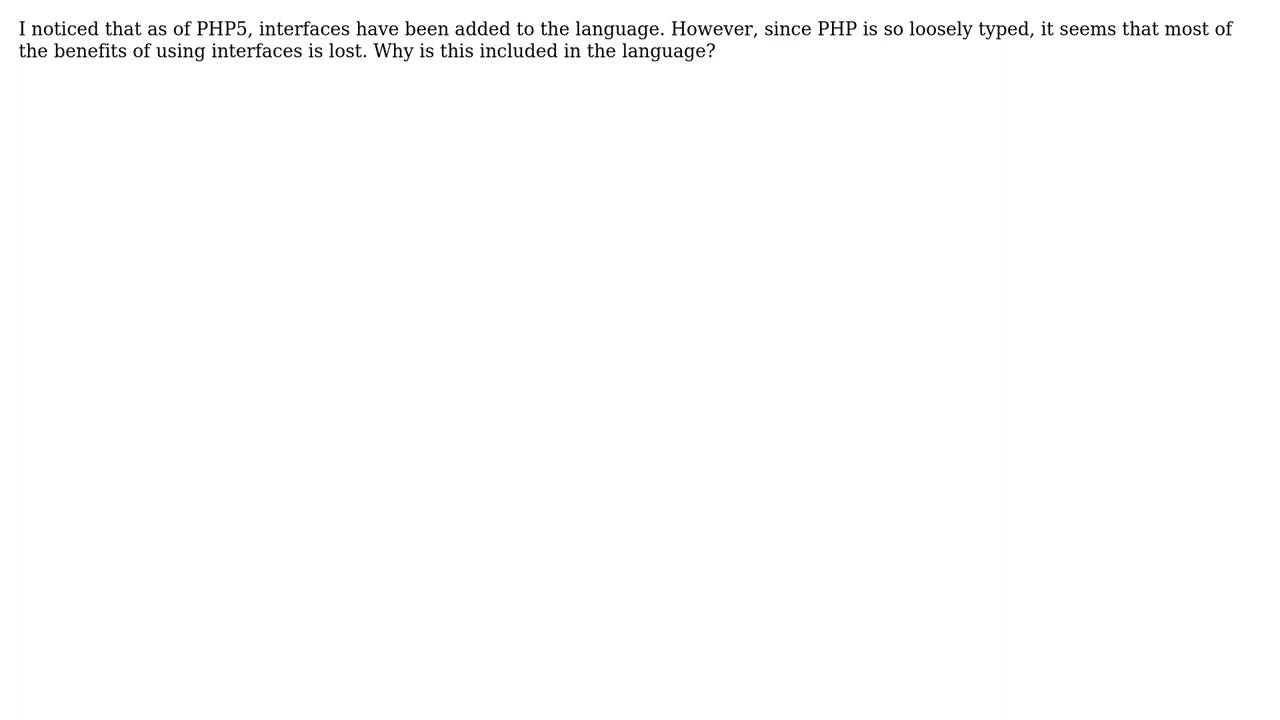 I noticed that as of PHP5, interfaces have been added to the language. However, since PHP is so loosely typed, it seems that most of
the benefits of using interfaces is lost. Why is this included in the language?